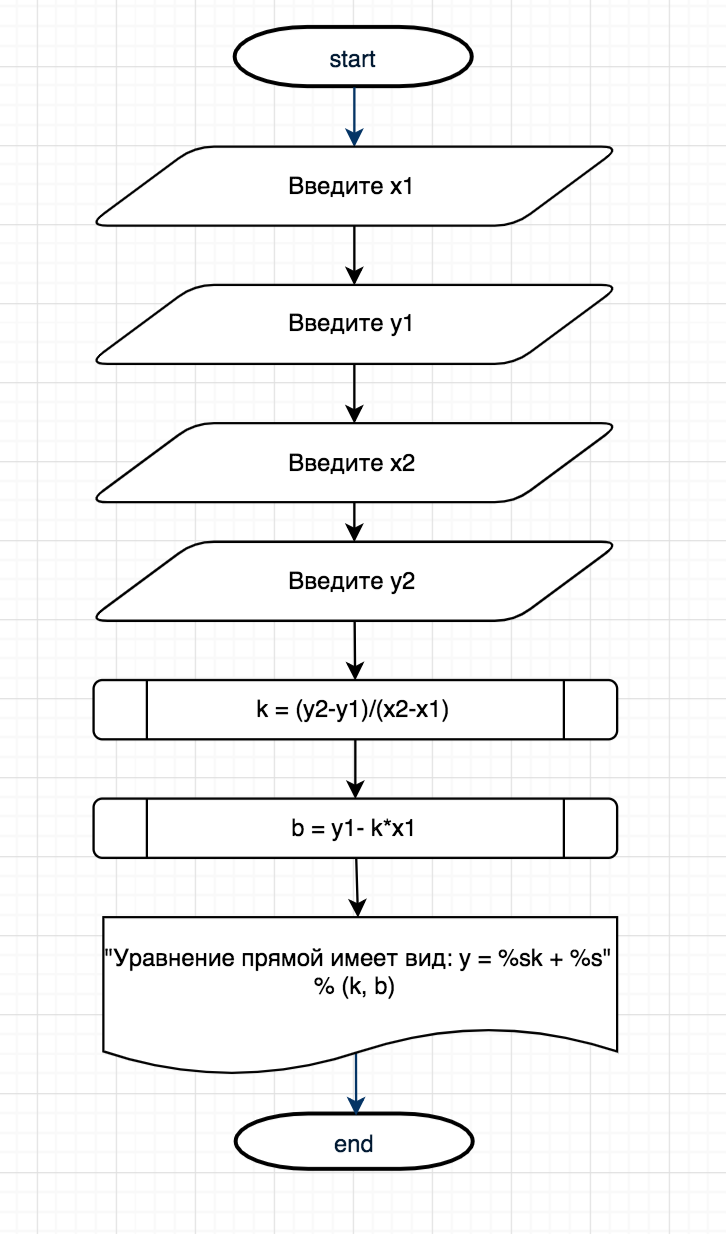 start
Введите x1
Введите y1
Введите x2
Введите y2
k = (y2-y1)/(x2-x1)
b = y1- k*x1
"Уравнение прямой имеет вид: y = %sk + %s"
% (k, b)
end